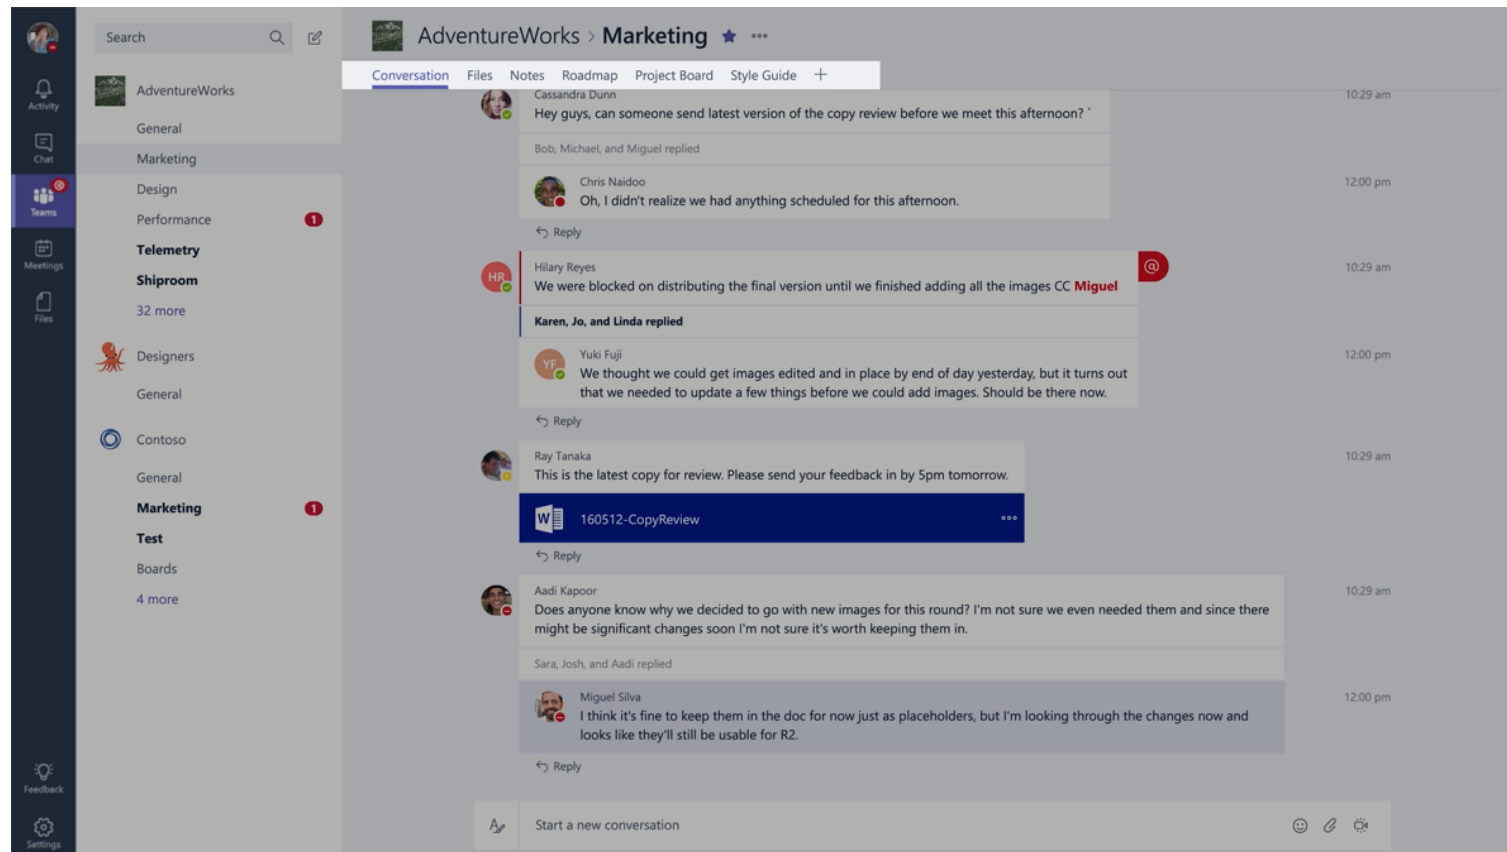 Search
AdventureWorks > Marketing
Conversation Files Notes Roadmap Project Board Style Guide
Activity
Chat
Teams
Meetings
Files
Feedback
Settings
AdventureWorks
General
Marketing
Design
Performance 1
Telemetry
Shiproom
32 more
Designers
General
Contoso
General
Marketing 1
Test
Boards
4 more
Cassandra Dunn 10:29 am
Hey guys, can someone send latest version of the copy review before we meet this afternoon? `
Bob, Michael, and Miguel replied
Chris Naidoo 12:00 pm
Oh, I didn't realize we had anything scheduled for this afternoon.
Reply
HR
Hilary Reyes @ 10:29 am
We were blocked on distributing the final version until we finished adding all the images CC Miguel
Karen, Jo, and Linda replied
YF
Yuki Fuji 12:00 pm
We thought we could get images edited and in place by end of day yesterday, but it turns out
that we needed to update a few things before we could add images. Should be there now.
Reply
Ray Tanaka 10:29 am
This is the latest copy for review. Please send your feedback in by 5pm tomorrow.
W 160512-CopyReview
Reply
Aadi Kapoor 10:29 am
Does anyone know why we decided to go with new images for this round? I'm not sure we even needed them and since there
might be significant changes soon I'm not sure it's worth keeping them in.
Sara, Josh, and Aadi replied
Miguel Silva 12:00 pm
I think it's fine to keep them in the doc for now just as placeholders, but I'm looking through the changes now and
looks like they'll still be usable for R2.
Reply
Start a new conversation